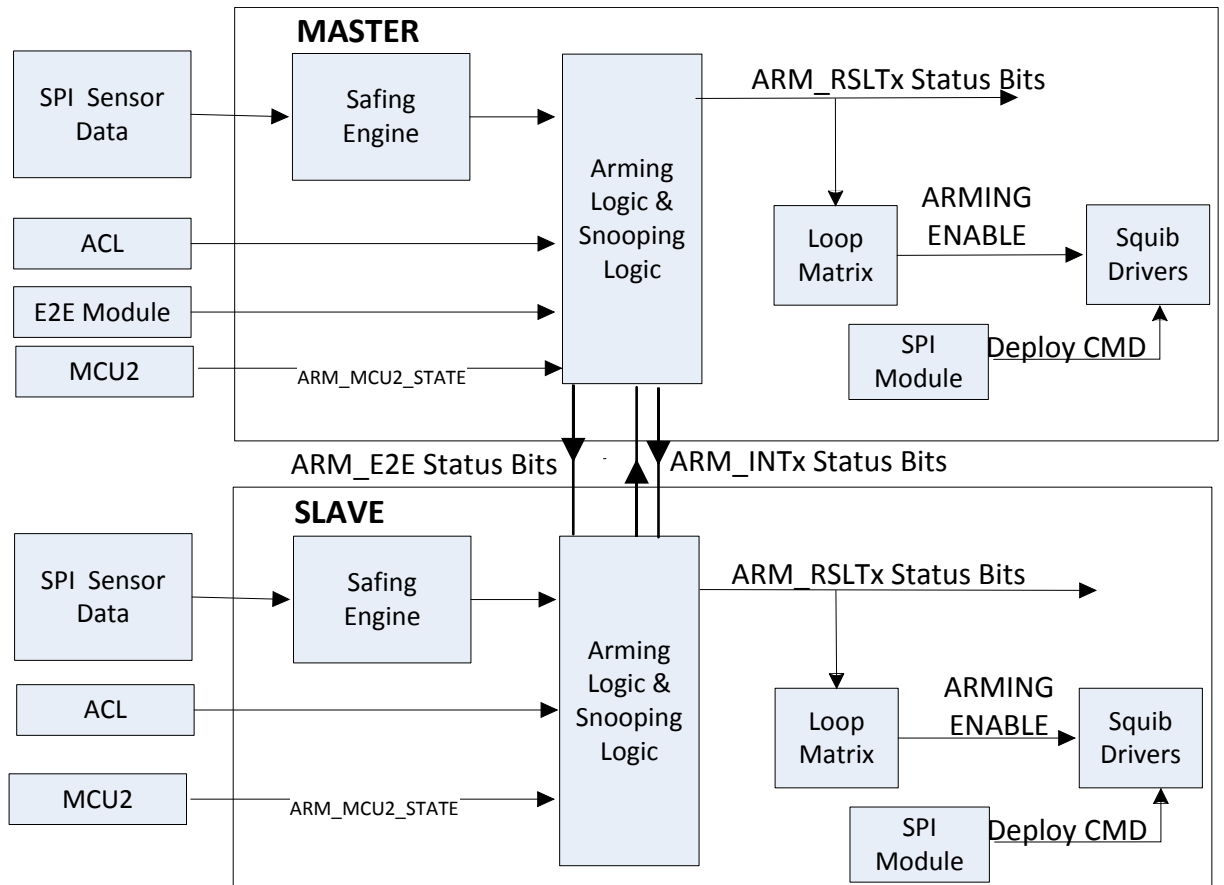 MASTER
SPI Sensor
Data
Safing
Engine
Arming
Logic &
Snooping
Logic
ARM_RSLTx Status Bits
ACL
Loop
Matrix
ARMING
ENABLE
Squib
Drivers
E2E Module
MCU2
ARM_MCU2_STATE
SPI
Module
Deploy CMD
ARM_E2E Status Bits
-
ARM_INTx Status Bits
SLAVE
SPI Sensor
Data
Safing
Engine
Arming
Logic &
Snooping
Logic
ARM_RSLTx Status Bits
ACL
Loop
Matrix
ARMING
ENABLE
Squib
Drivers
MCU2
ARM_MCU2_STATE
SPI
Module
Deploy CMD